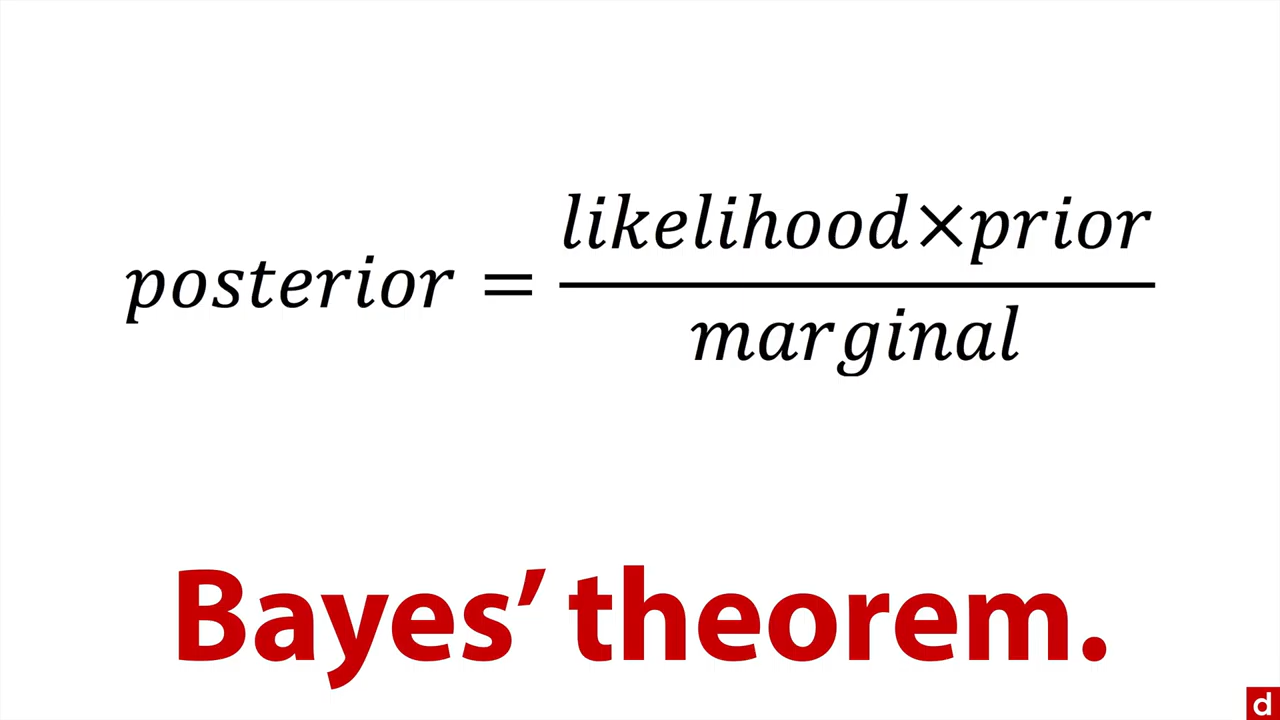 posterior = likelihood×prior / marginal
Bayes’ theorem.
d